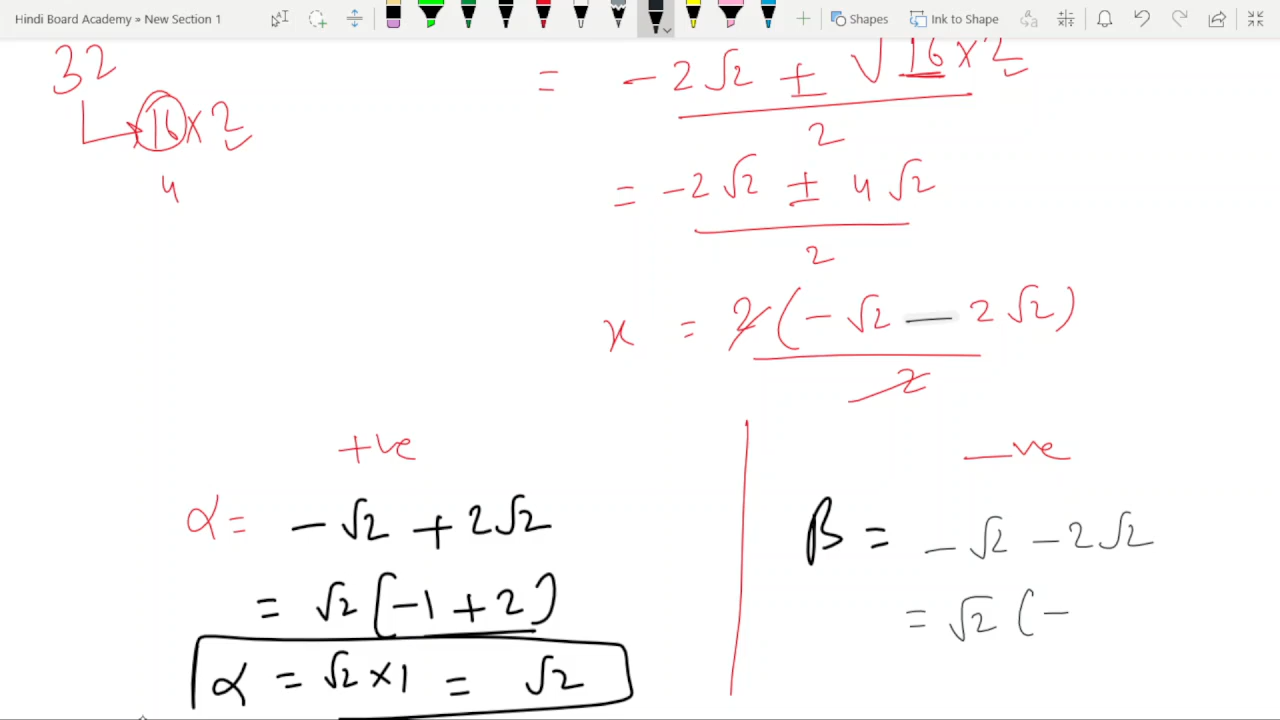 Hindi Board Academy » New Section 1
Shapes
Ink to Shape
32
16 × 2
4
= -2√2 ± √16×2
2
= -2√2 ± 4√2
2
x = 2(-√2 — 2√2)
2
+ve
α = -√2 + 2√2
= √2(-1 + 2)
α = √2 × 1 = √2
-ve
β = -√2 - 2√2
= √2 (-